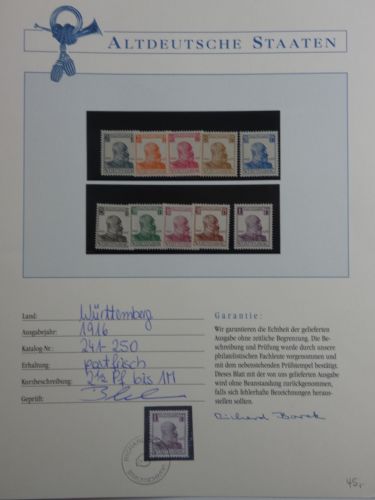 ALTDEUTSCHE STAATEN
Land: Württemberg
Ausgabejahr: 1916
Katalog-Nr.: 241-250
Erhaltung: postfrisch
Kurzbeschreibung: 2½ Pf bis 1M
Geprüft:
Garantie:
Wir garantieren die Echtheit der gelieferten
Ausgabe ohne zeitliche Begrenzung. Die Be-
schreibung und Prüfung wurde durch unsere
philatelistischen Fachleute vorgenommen und
mit dem nebenstehenden Prüfstempel bestätigt.
Dieses Blatt mit der von uns gelieferten Ausgabe
wird ohne Beanstandung zurückgenommen,
falls sich fehlerhafte Bezeichnungen heraus-
stellen sollten.
Richard Borek
45,-